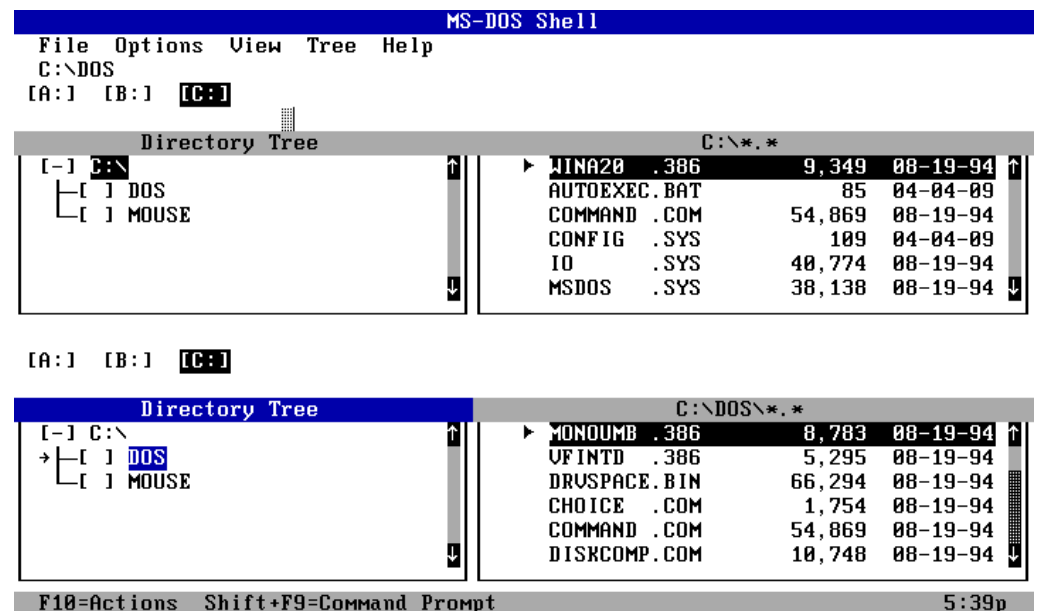 MS-DOS Shell
File Options View Tree Help
C:\DOS
[A:] [B:] [C:]
Directory Tree
C:\*.*
[-] C:\
[ ] DOS
[ ] MOUSE
WINA20 .386 9,349 08-19-94
AUTOEXEC.BAT 85 04-04-09
COMMAND .COM 54,869 08-19-94
CONFIG .SYS 109 04-04-09
IO .SYS 40,774 08-19-94
MSDOS .SYS 38,138 08-19-94
[A:] [B:] [C:]
Directory Tree
C:\DOS\*.*
[-] C:\
[ ] DOS
[ ] MOUSE
MONOUMB .386 8,783 08-19-94
VFINTD .386 5,295 08-19-94
DRVSPACE.BIN 66,294 08-19-94
CHOICE .COM 1,754 08-19-94
COMMAND .COM 54,869 08-19-94
DISKCOMP.COM 10,748 08-19-94
F10=Actions Shift+F9=Command Prompt 5:39p